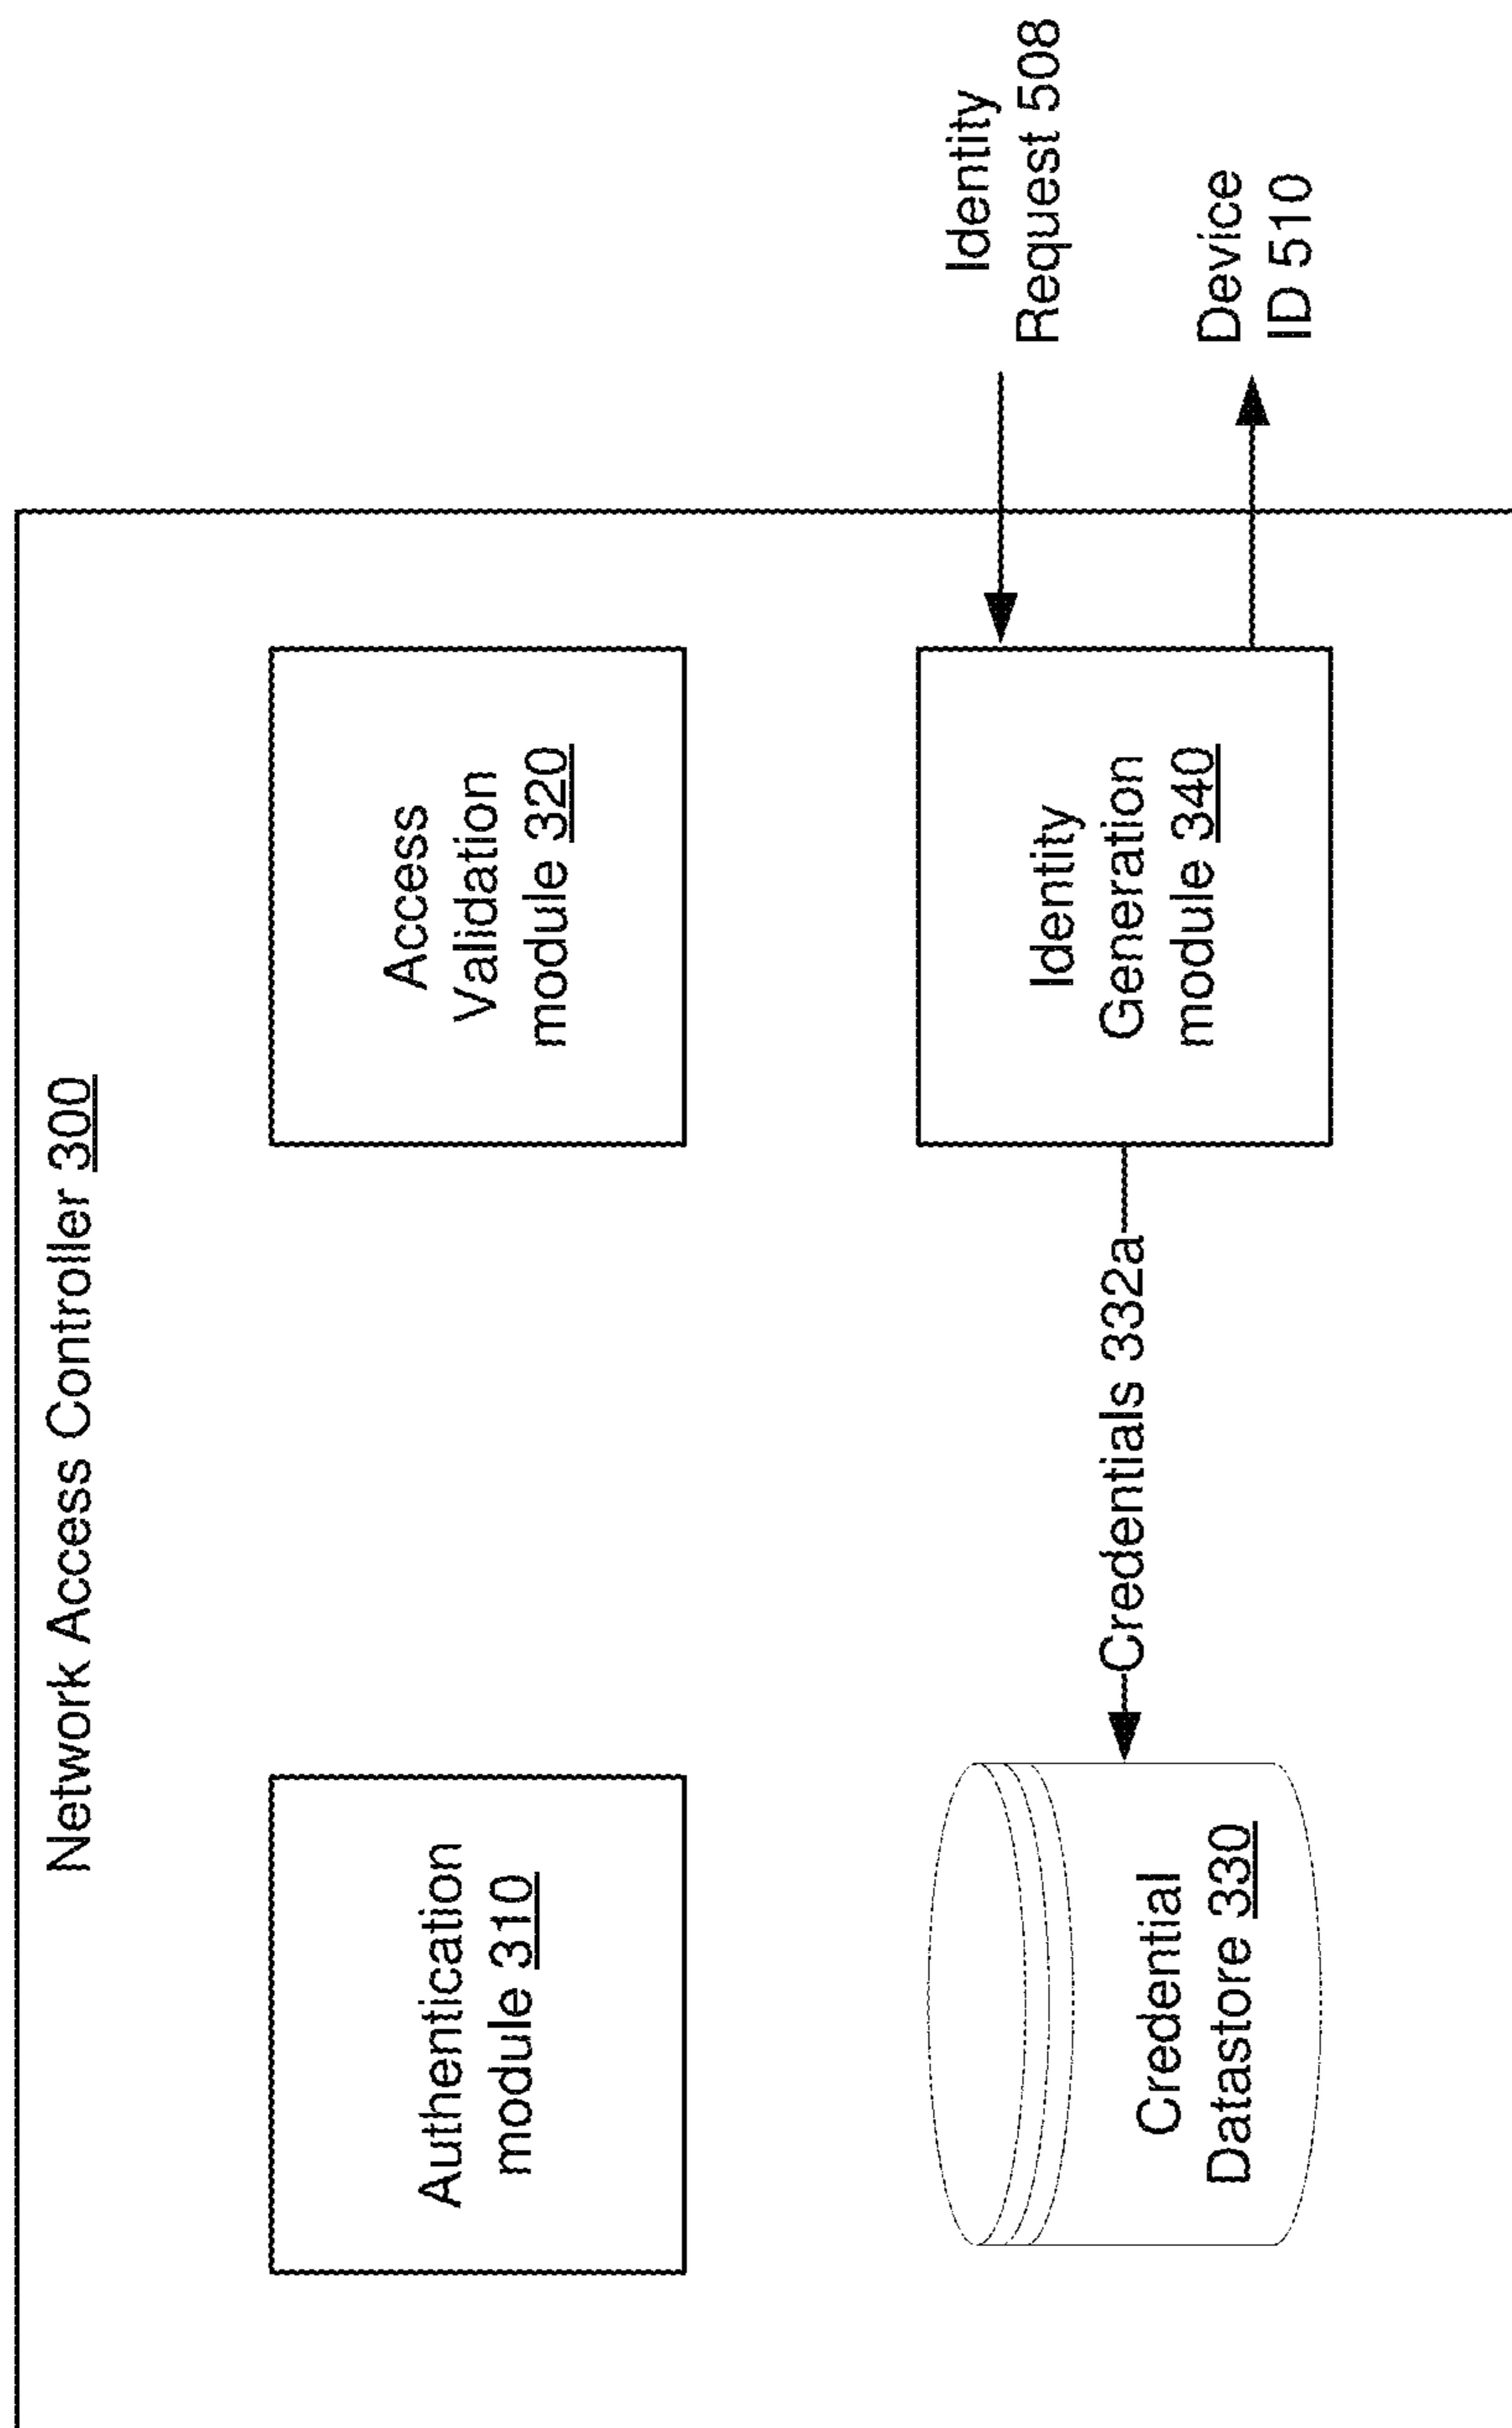 Network Access Controller 300
Authentication
module 310
Access
Validation
module 320
Credential
Datastore 330
Credentials 332a
Identity
Generation
module 340
Identity
Request 508
Device
ID 510